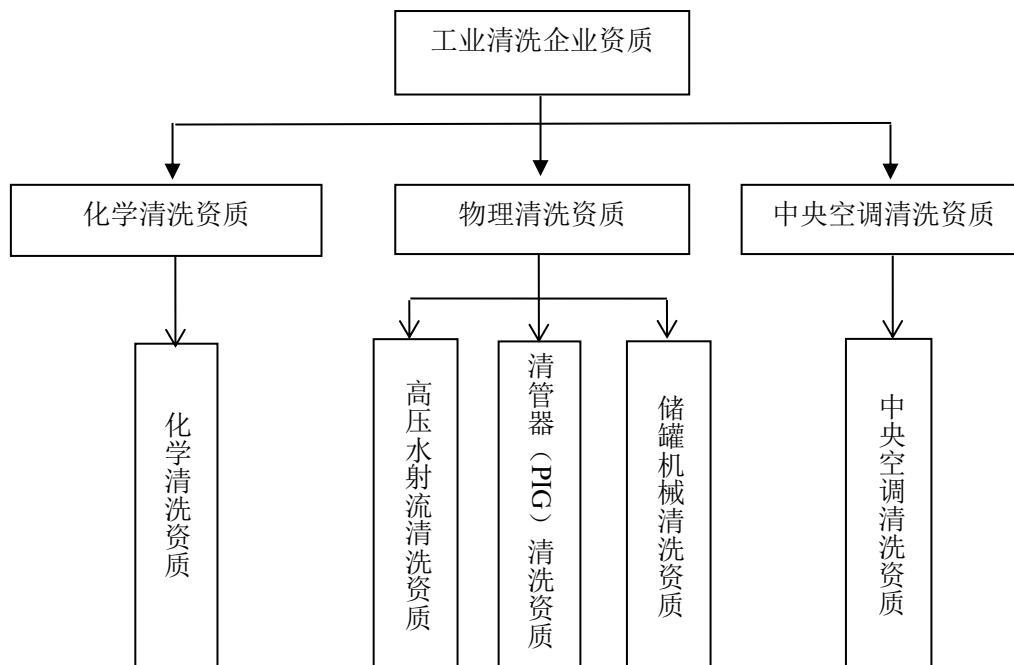 工业清洗企业资质
化学清洗资质
物理清洗资质
中央空调清洗资质
化学清洗资质
高压水射流清洗资质
清管器（PIG）清洗资质
储罐机械清洗资质
中央空调清洗资质